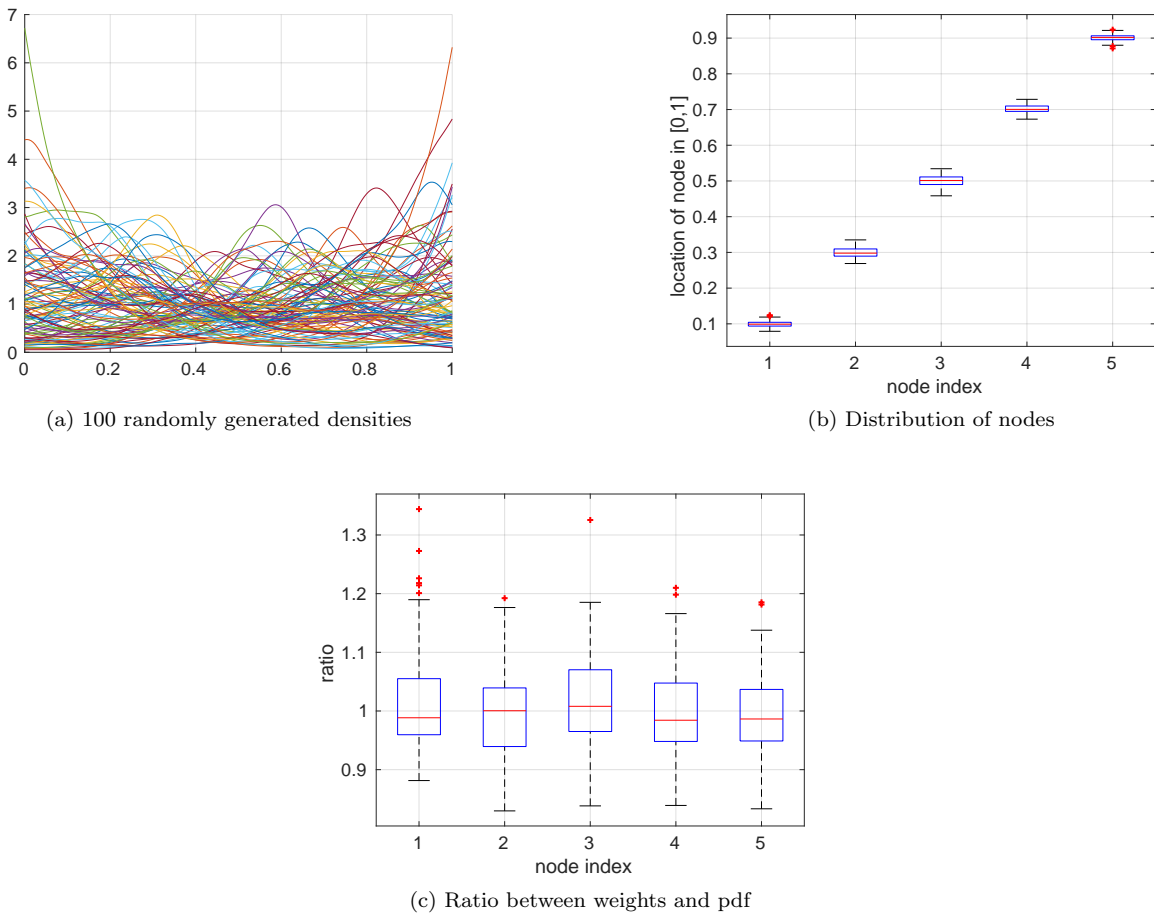 7
6
5
4
3
2
1
0
0 0.2 0.4 0.6 0.8 1
(a) 100 randomly generated densities
location of node in [0,1]
0.9
0.8
0.7
0.6
0.5
0.4
0.3
0.2
0.1
1 2 3 4 5
node index
(b) Distribution of nodes
ratio
1.3
1.2
1.1
1
0.9
1 2 3 4 5
node index
(c) Ratio between weights and pdf